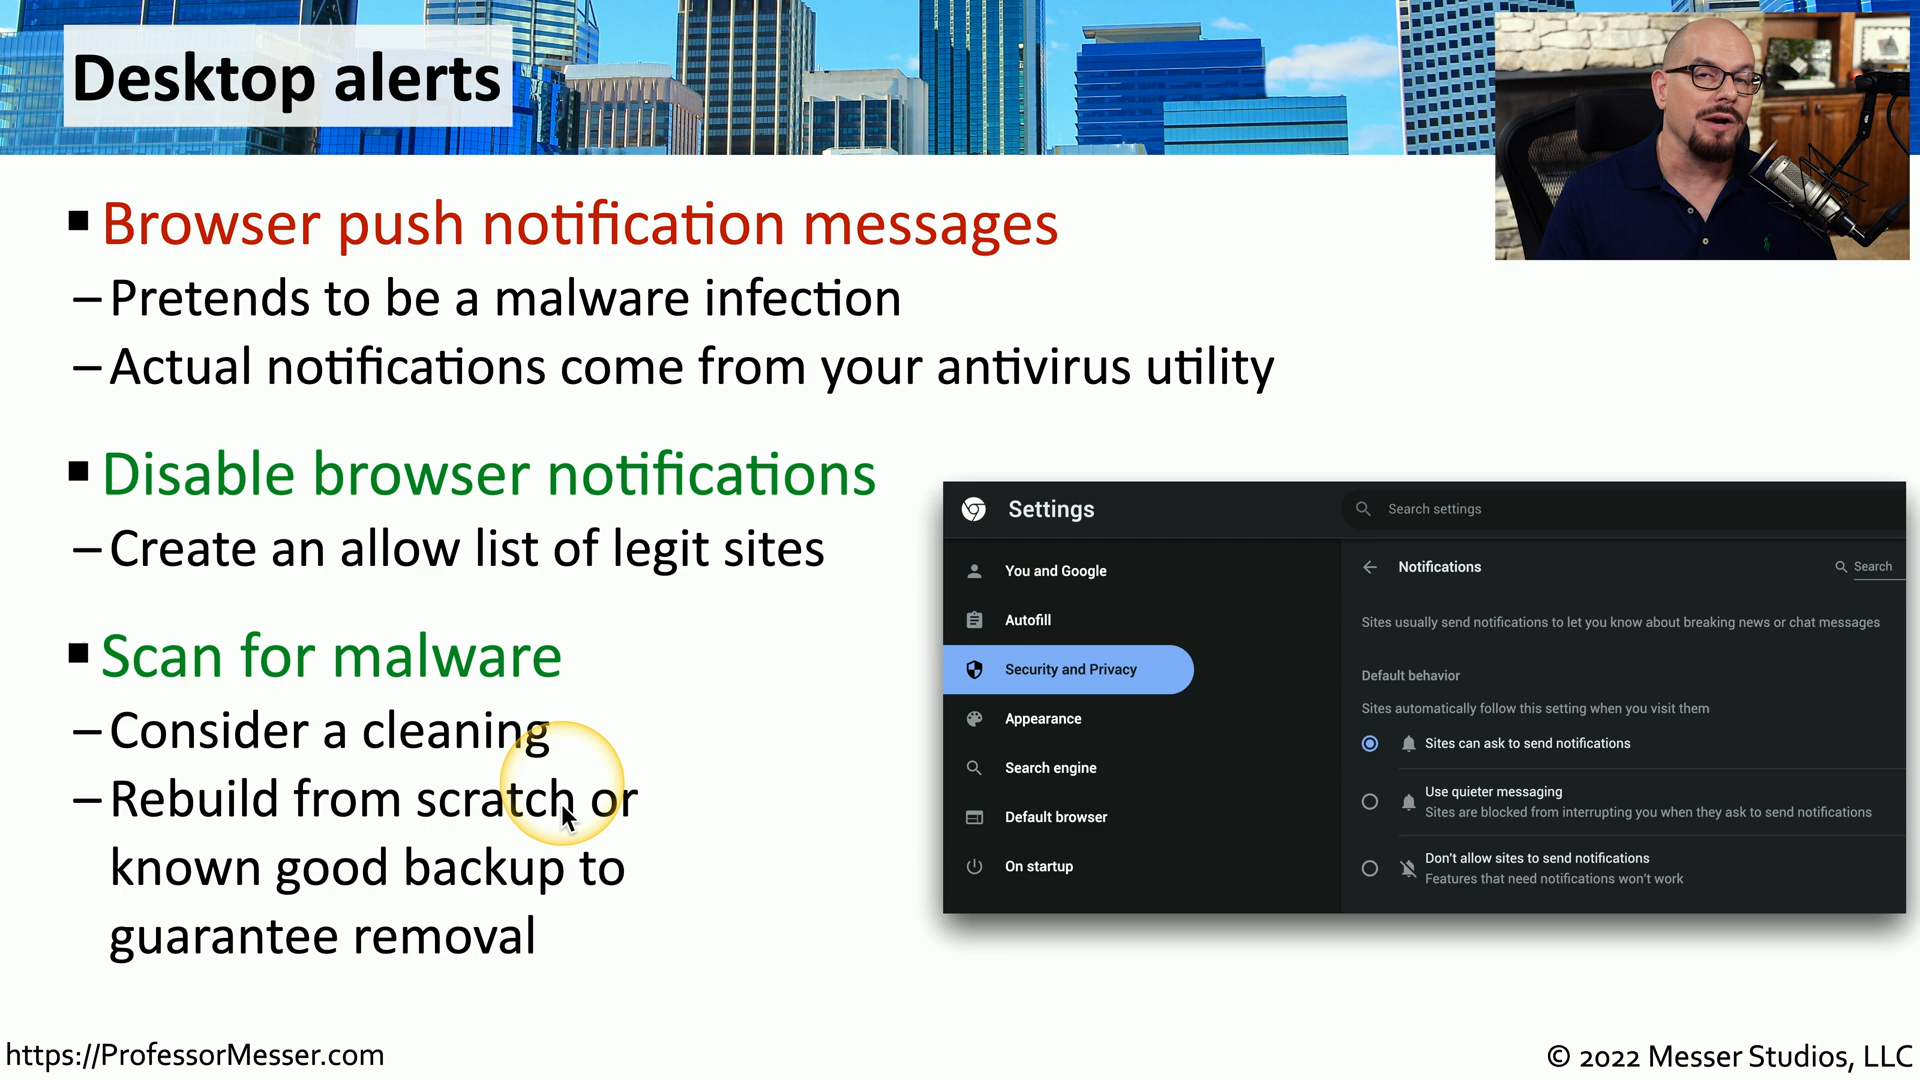 Desktop alerts
▪ Browser push notification messages
– Pretends to be a malware infection
– Actual notifications come from your antivirus utility
▪ Disable browser notifications
– Create an allow list of legit sites
▪ Scan for malware
– Consider a cleaning
– Rebuild from scratch or
known good backup to
guarantee removal
Settings
Search settings
You and Google
Autofill
Security and Privacy
Appearance
Search engine
Default browser
On startup
Notifications
Search
Sites usually send notifications to let you know about breaking news or chat messages
Default behavior
Sites automatically follow this setting when you visit them
Sites can ask to send notifications
Use quieter messaging
Sites are blocked from interrupting you when they ask to send notifications
Don't allow sites to send notifications
Features that need notifications won't work
https://ProfessorMesser.com
© 2022 Messer Studios, LLC